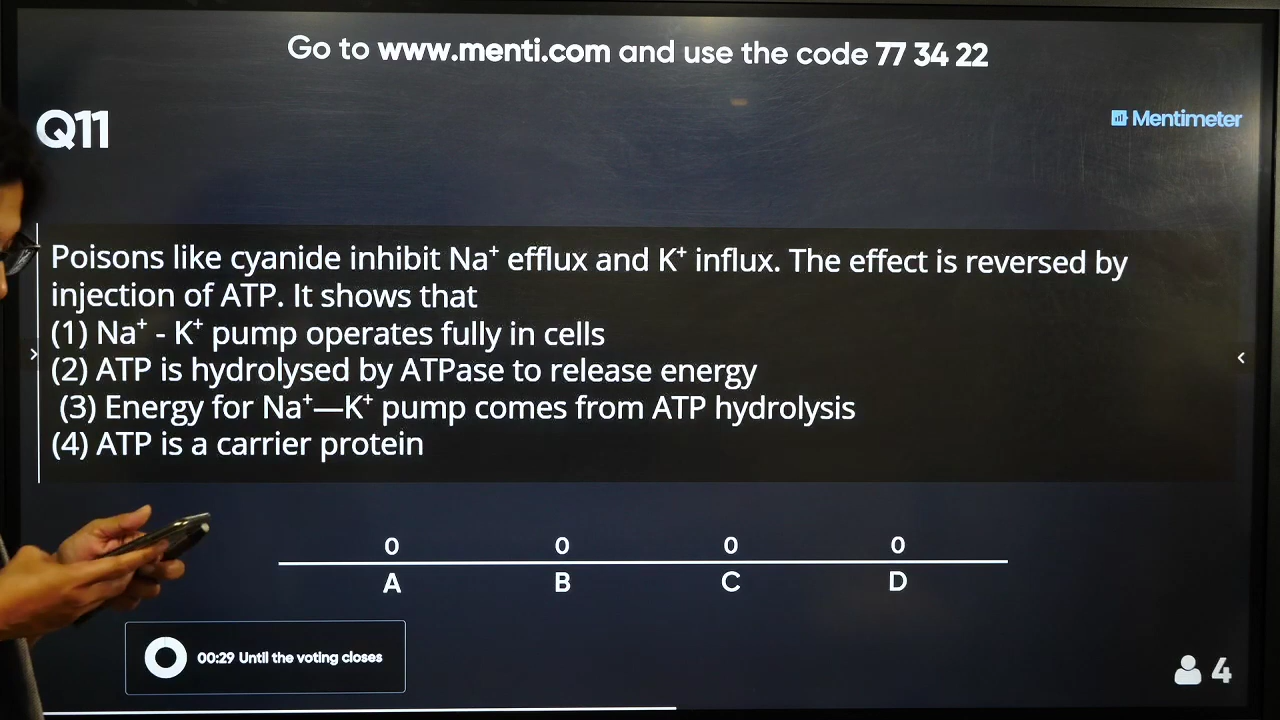 Go to www.menti.com and use the code 77 34 22
Q11
Mentimeter
Poisons like cyanide inhibit Na⁺ efflux and K⁺ influx. The effect is reversed by
injection of ATP. It shows that
(1) Na⁺ - K⁺ pump operates fully in cells
(2) ATP is hydrolysed by ATPase to release energy
(3) Energy for Na⁺—K⁺ pump comes from ATP hydrolysis
(4) ATP is a carrier protein
0 0 0 0
A B C D
00:29 Until the voting closes
4